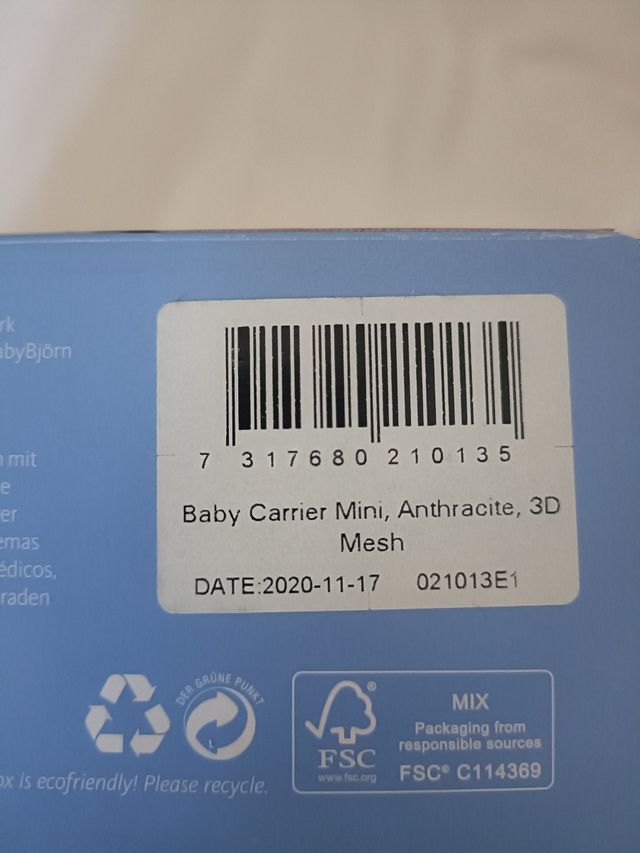 rk
abyBjörn
n mit
e
er
emas
édicos,
raden
7 317680 210135
Baby Carrier Mini, Anthracite, 3D
Mesh
DATE:2020-11-17 021013E1
DER GRÜNE PUNKT
ox is ecofriendly! Please recycle.
FSC®
www.fsc.org
MIX
Packaging from
responsible sources
FSC® C114369